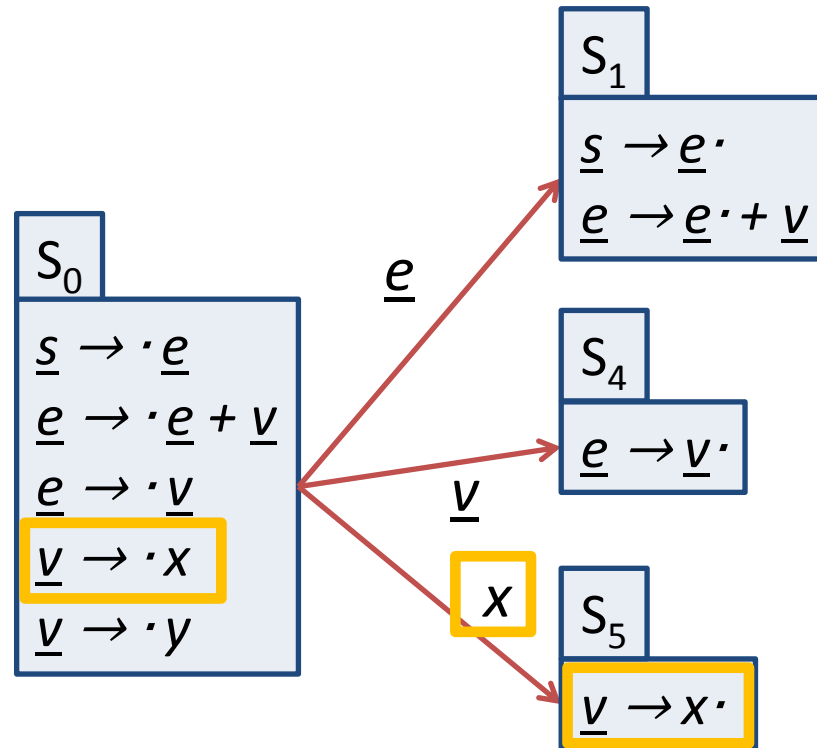 S₀
s → · e
e → · e + v
e → · v
v → · x
v → · y
e
v
x
S₁
s → e ·
e → e · + v
S₄
e → v ·
S₅
v → x ·